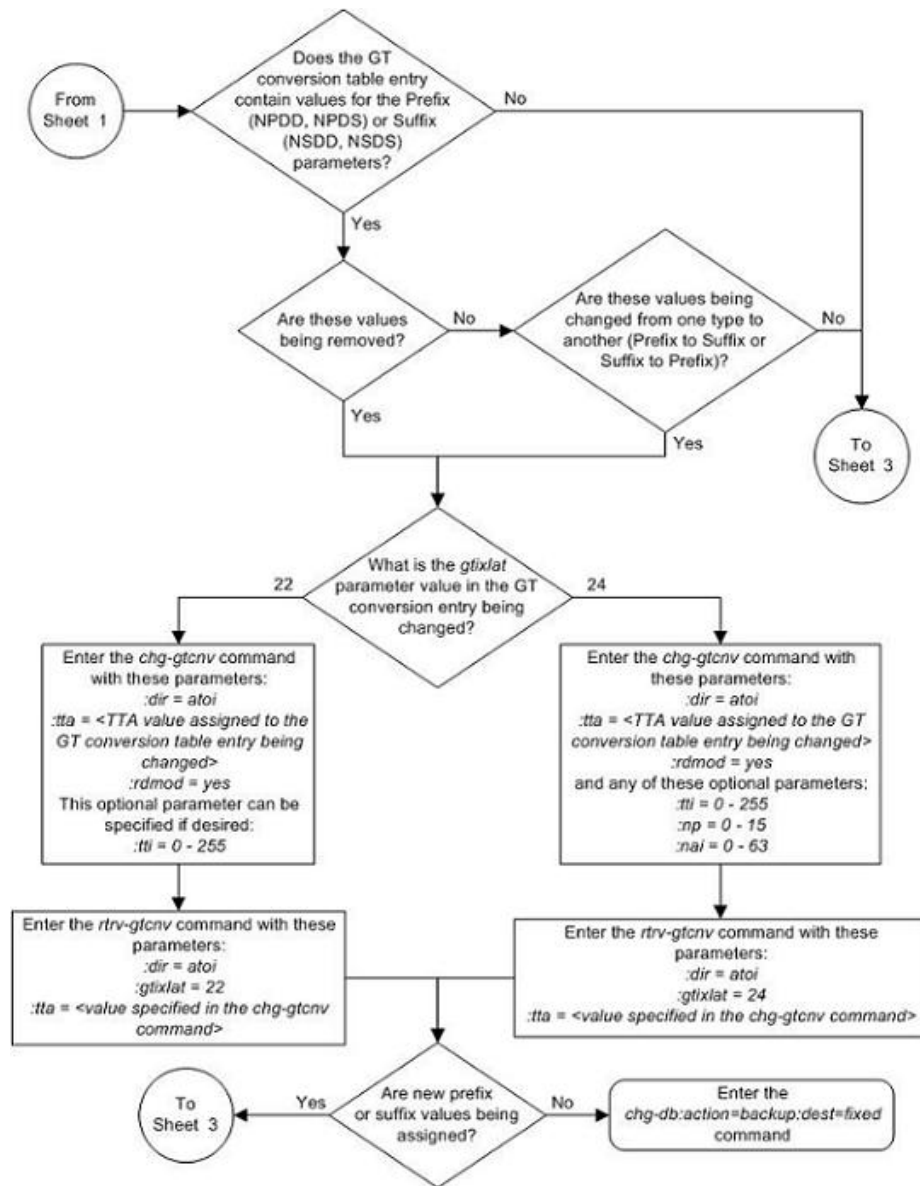 Does the GT
conversion table entry
contain values for the Prefix
(NPDD, NPDS) or Suffix
(NSDD, NSDS)
parameters?
From
Sheet 1
No
Yes
Are these values
being removed?
No
Are these values being
changed from one type to
another (Prefix to Suffix or
Suffix to Prefix)?
No
Yes
Yes
To
Sheet 3
What is the gtixlat
parameter value in the GT
conversion entry being
changed?
22
24
Enter the chg-gtcnv command
with these parameters:
:dir = atoi
:tta = <TTA value assigned to the
GT conversion table entry being
changed>
:rdmod = yes
This optional parameter can be
specified if desired:
:tti = 0 - 255
Enter the chg-gtcnv command with
these parameters:
:dir = atoi
:tta = <TTA value assigned to the GT
conversion table entry being changed>
:rdmod = yes
and any of these optional parameters:
:tti = 0 - 255
:np = 0 - 15
:nai = 0 - 63
Enter the rtrv-gtcnv command with these
parameters:
:dir = atoi
:gtixlat = 22
:tta = <value specified in the chg-gtcnv
command>
Enter the rtrv-gtcnv command with these
parameters:
:dir = atoi
:gtixlat = 24
:tta = <value specified in the chg-gtcnv command>
To
Sheet 3
Yes
Are new prefix
or suffix values being
assigned?
No
Enter the
chg-db:action=backup:dest=fixed
command